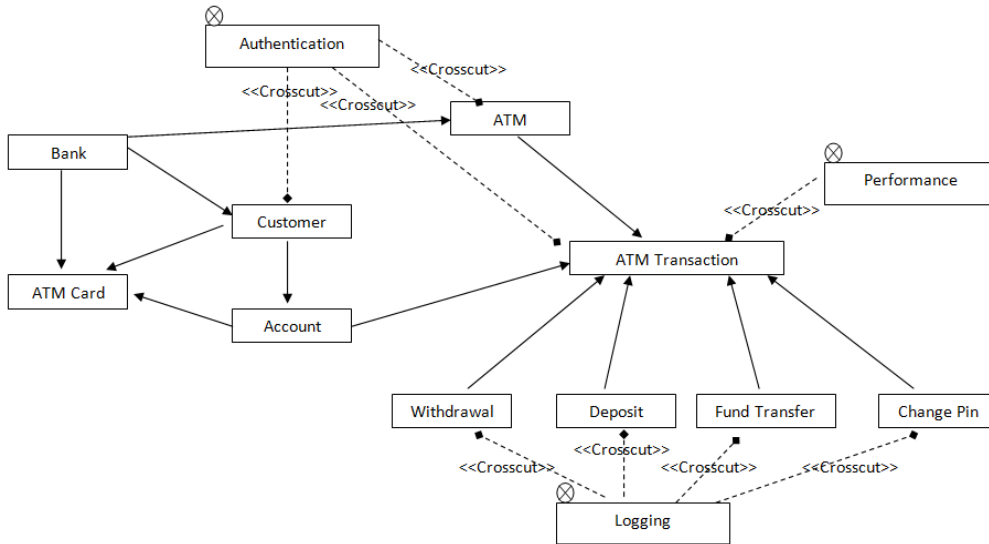 Authentication
<<Crosscut>>
<<Crosscut>>
<<Crosscut>>
ATM
Bank
Performance
<<Crosscut>>
Customer
ATM Transaction
ATM Card
Account
Withdrawal
Deposit
Fund Transfer
Change Pin
<<Crosscut>>
<<Crosscut>>
<<Crosscut>>
<<Crosscut>>
Logging